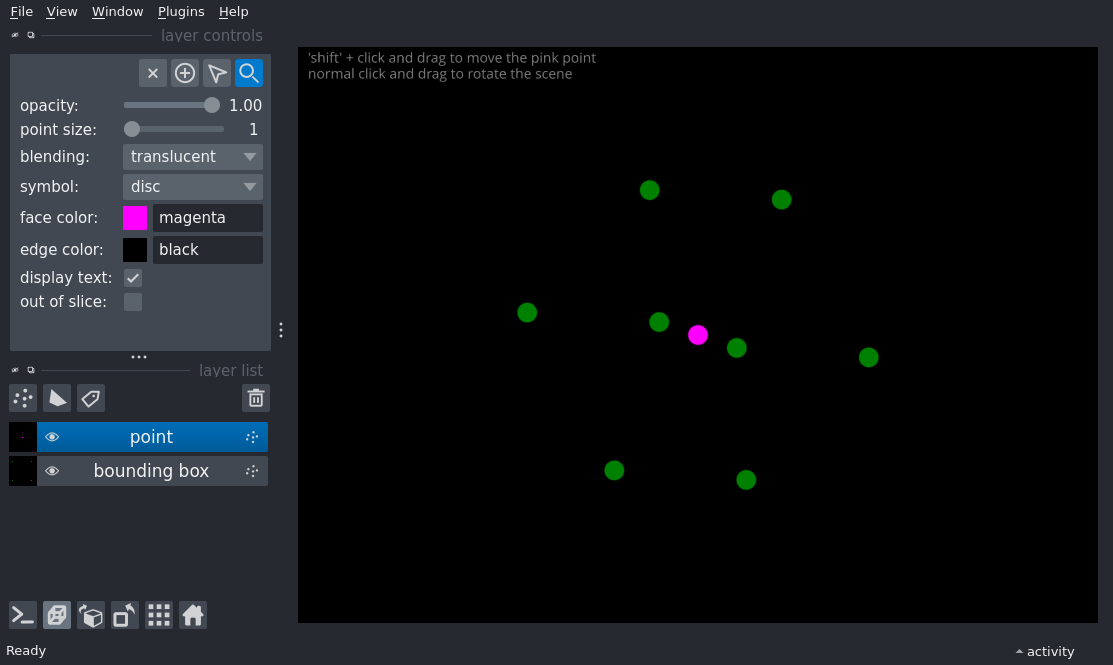 File View Window Plugins Help
layer controls
'shift' + click and drag to move the pink point
normal click and drag to rotate the scene
opacity: 1.00
point size: 1
blending: translucent
symbol: disc
face color: magenta
edge color: black
display text:
out of slice:
layer list
point
bounding box
Ready
activity